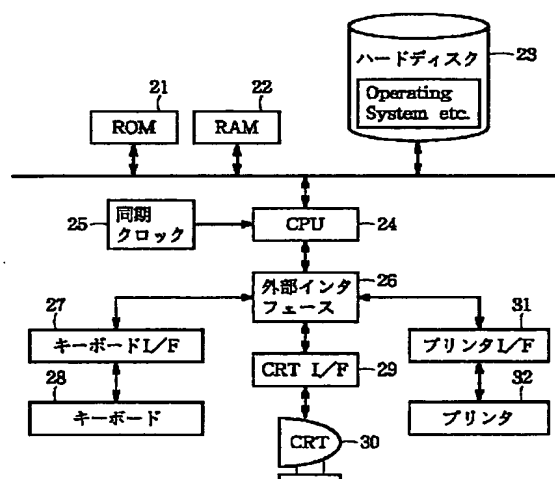 23
ハードディスク
Operating
System etc.
21
ROM
22
RAM
25
同期
クロック
CPU
24
外部インタ
フェース
26
27
キーボードI/F
28
キーボード
CRT I/F
29
CRT
30
31
プリンタI/F
32
プリンタ